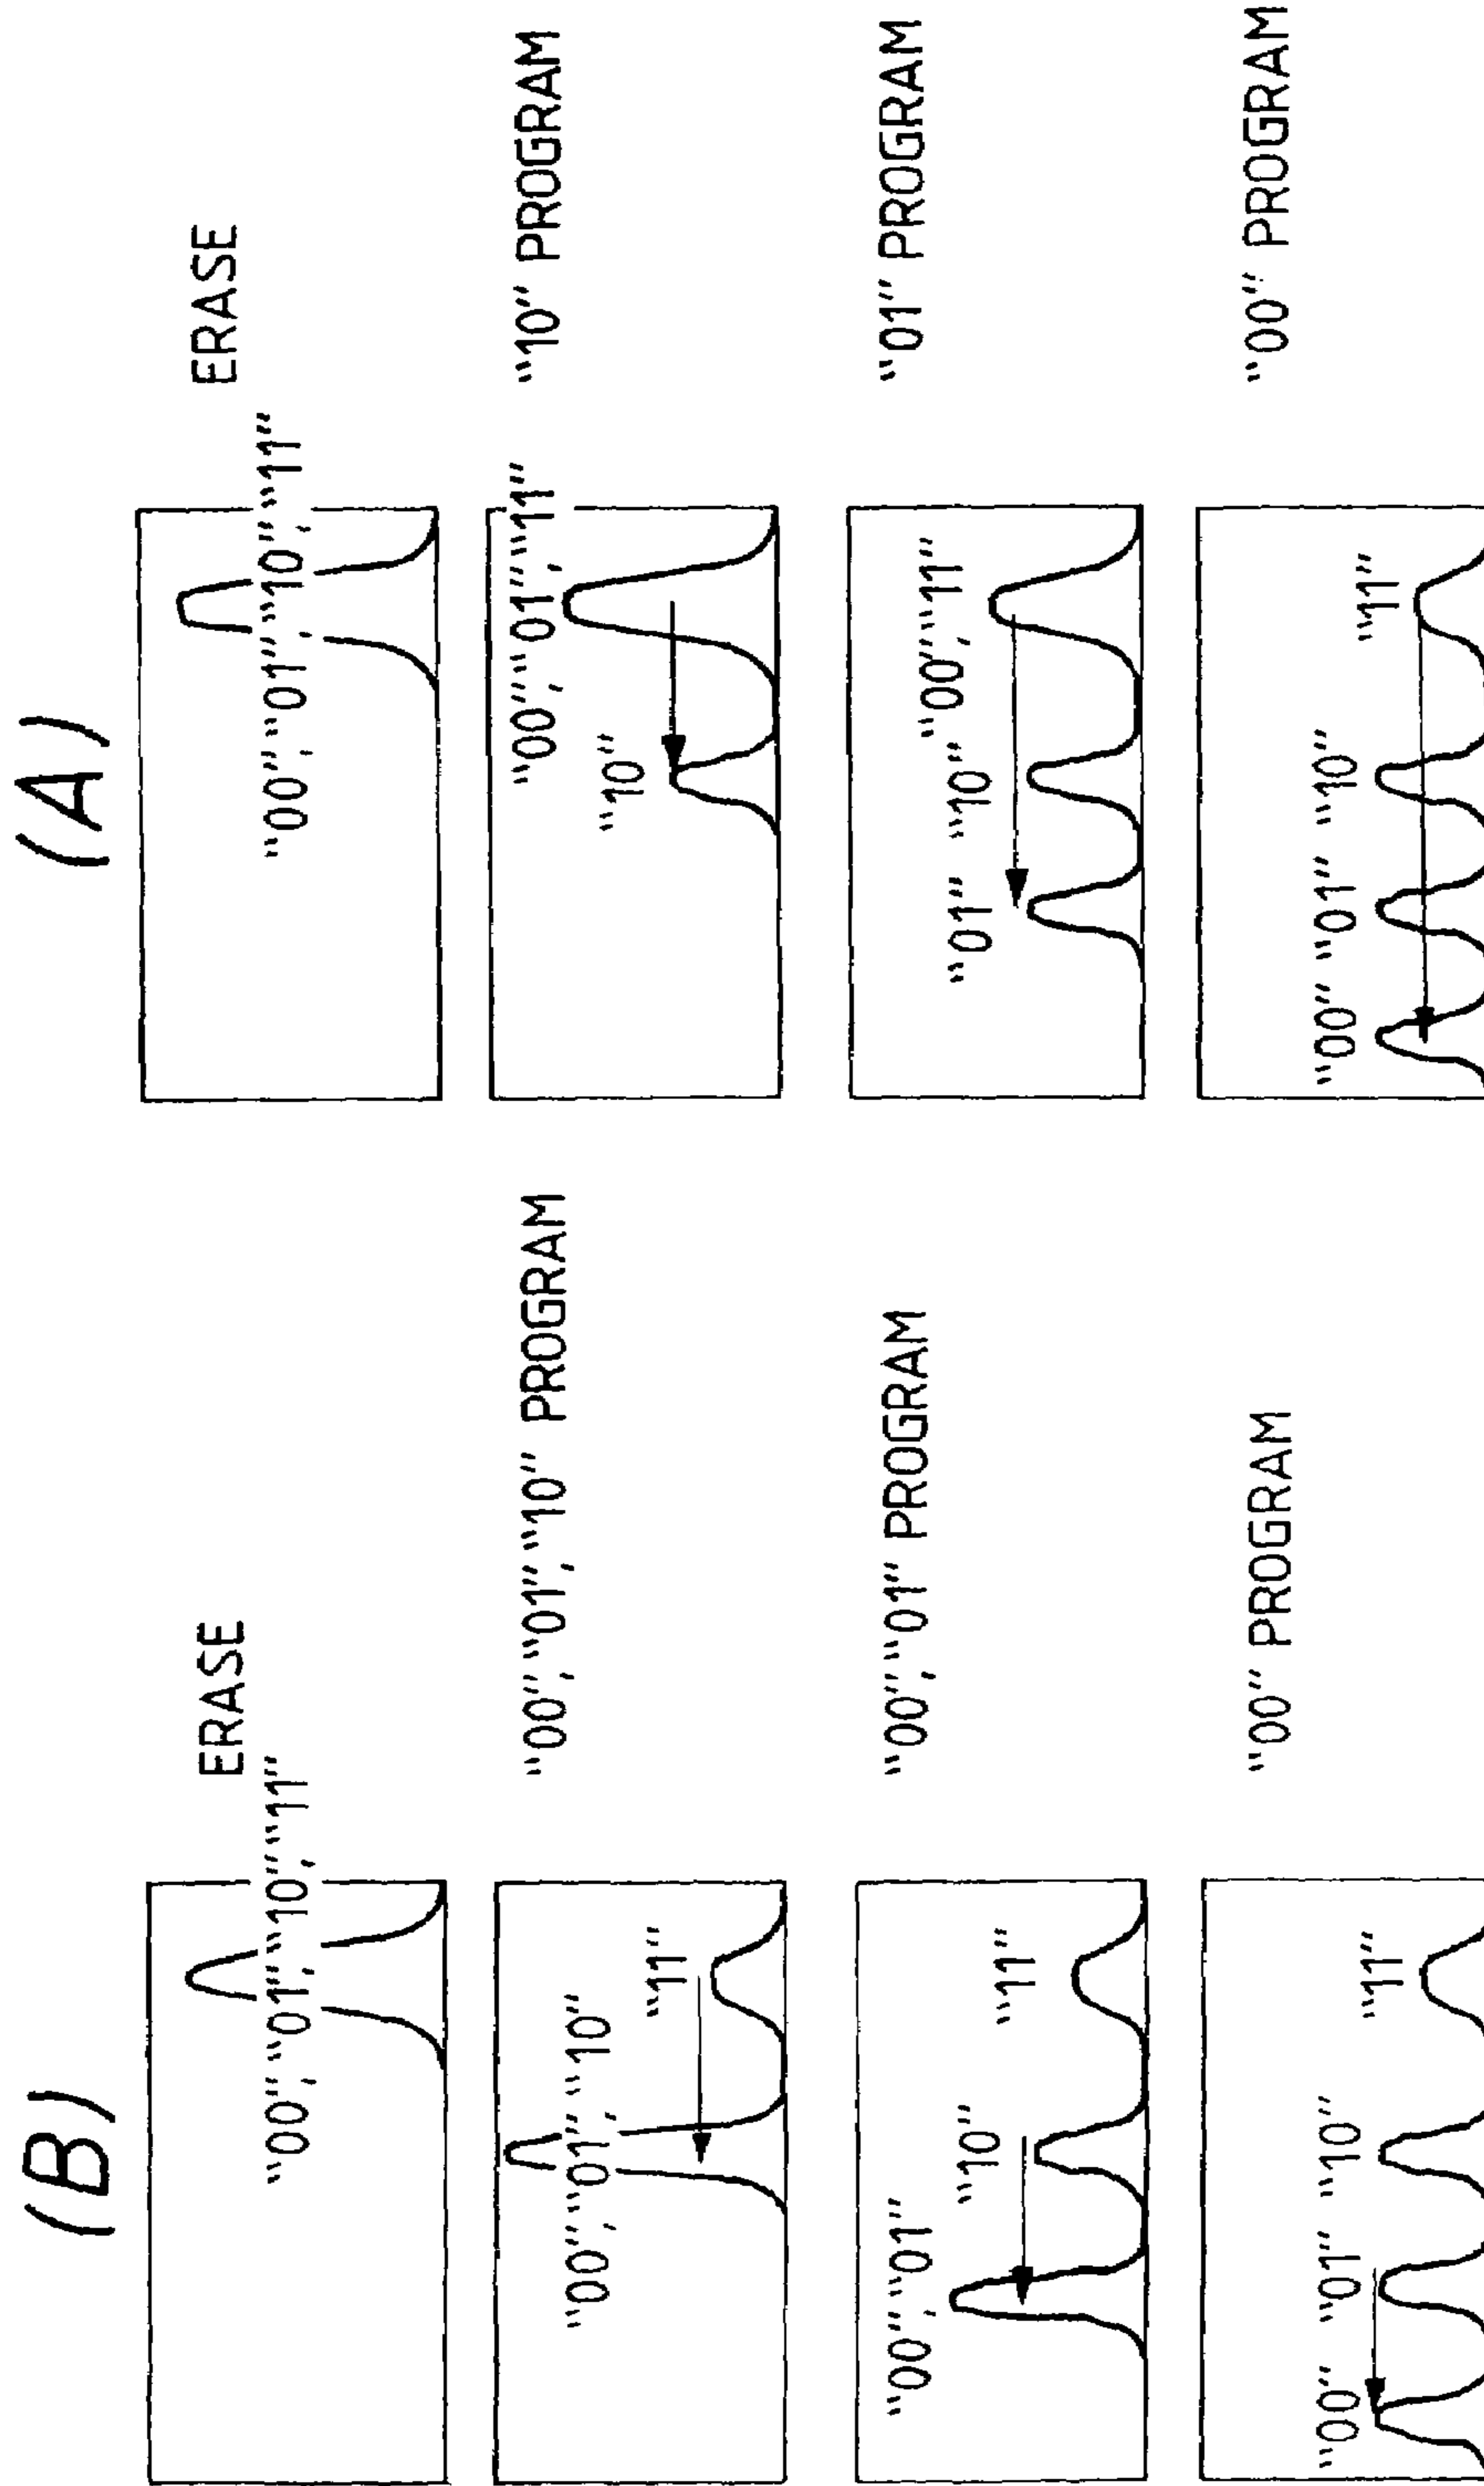 (B)
ERASE
“00”,“01”,“10”,“11”
“00”,“01”,“10” PROGRAM
“00”,“01”,“10”
“11”
“00”,“01” PROGRAM
“00”,“01”
“10”
“11”
“00” PROGRAM
“00” “01” “10”
“11”
(A)
ERASE
“00”,“01”,“10”,“11”
“10” PROGRAM
“00”,“01”,“11”
“10”
“01” PROGRAM
“00”,“11”
“01” “10”
“00” PROGRAM
“00” “01” “10”
“11”